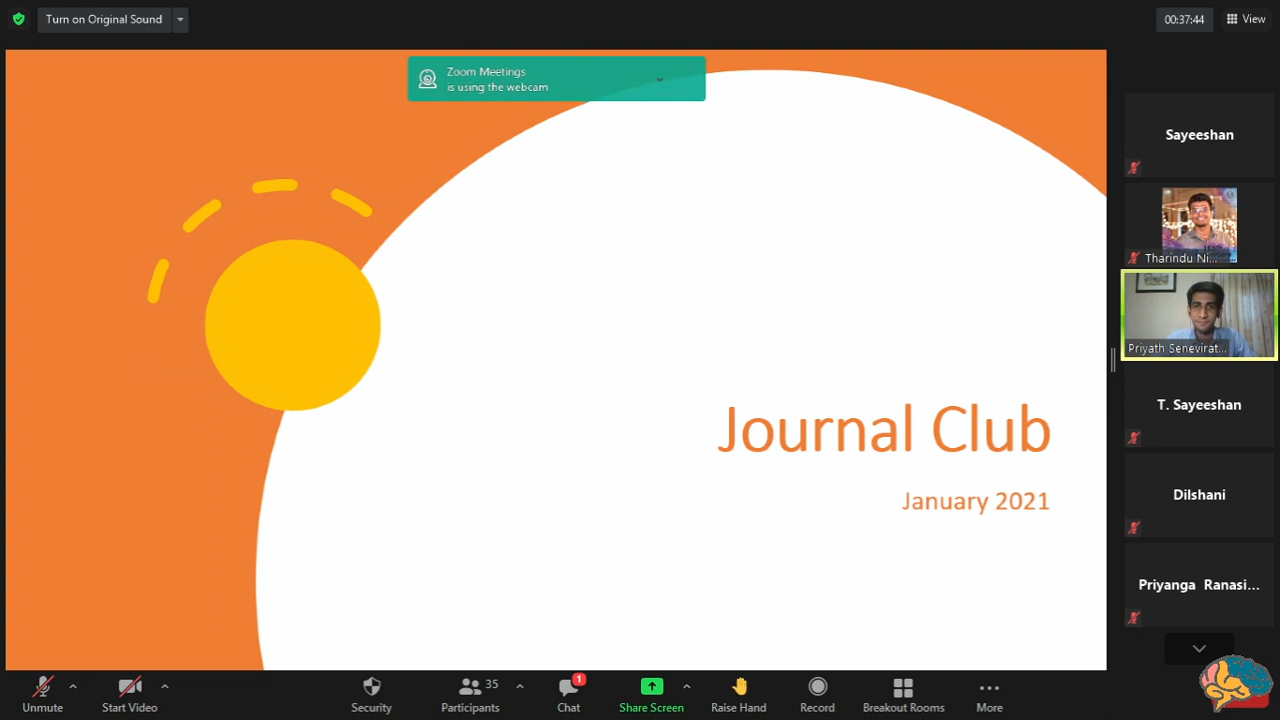 Turn on Original Sound
00:37:44
View
Zoom Meetings
is using the webcam
Sayeeshan
Tharindu Ni...
Priyath Senevirat...
T. Sayeeshan
Dilshani
Priyanga Ranasi...
Journal Club
January 2021
Unmute
Start Video
Security
35
Participants
1
Chat
Share Screen
Raise Hand
Record
Breakout Rooms
More